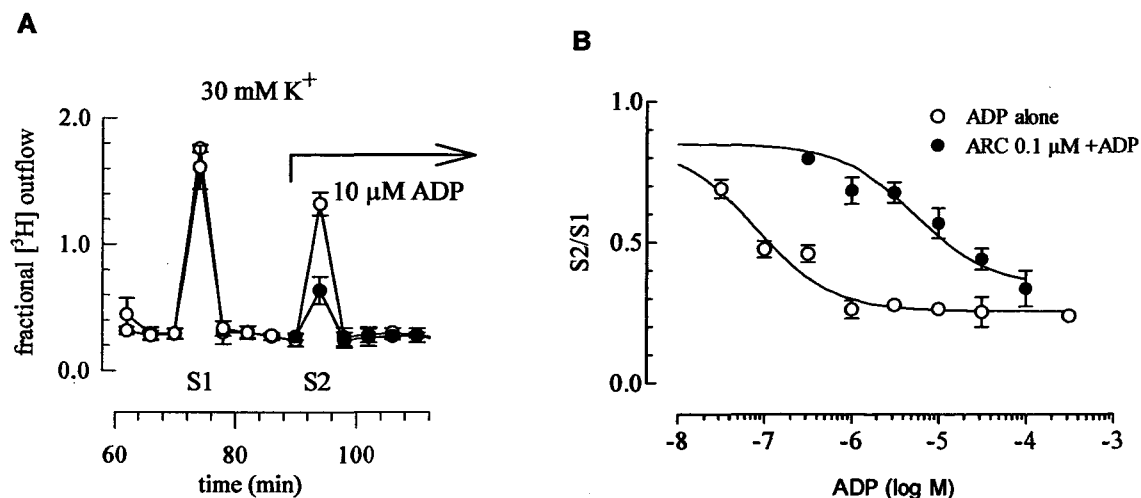 A
30 mM K+
2.0
10 µM ADP
fractional [3H] outflow
1.0
0.0
S1
S2
60
80
100
time (min)
B
1.0
ADP alone
ARC 0.1 µM +ADP
S2/S1
0.5
0.0
-8
-7
-6
-5
-4
-3
ADP (log M)